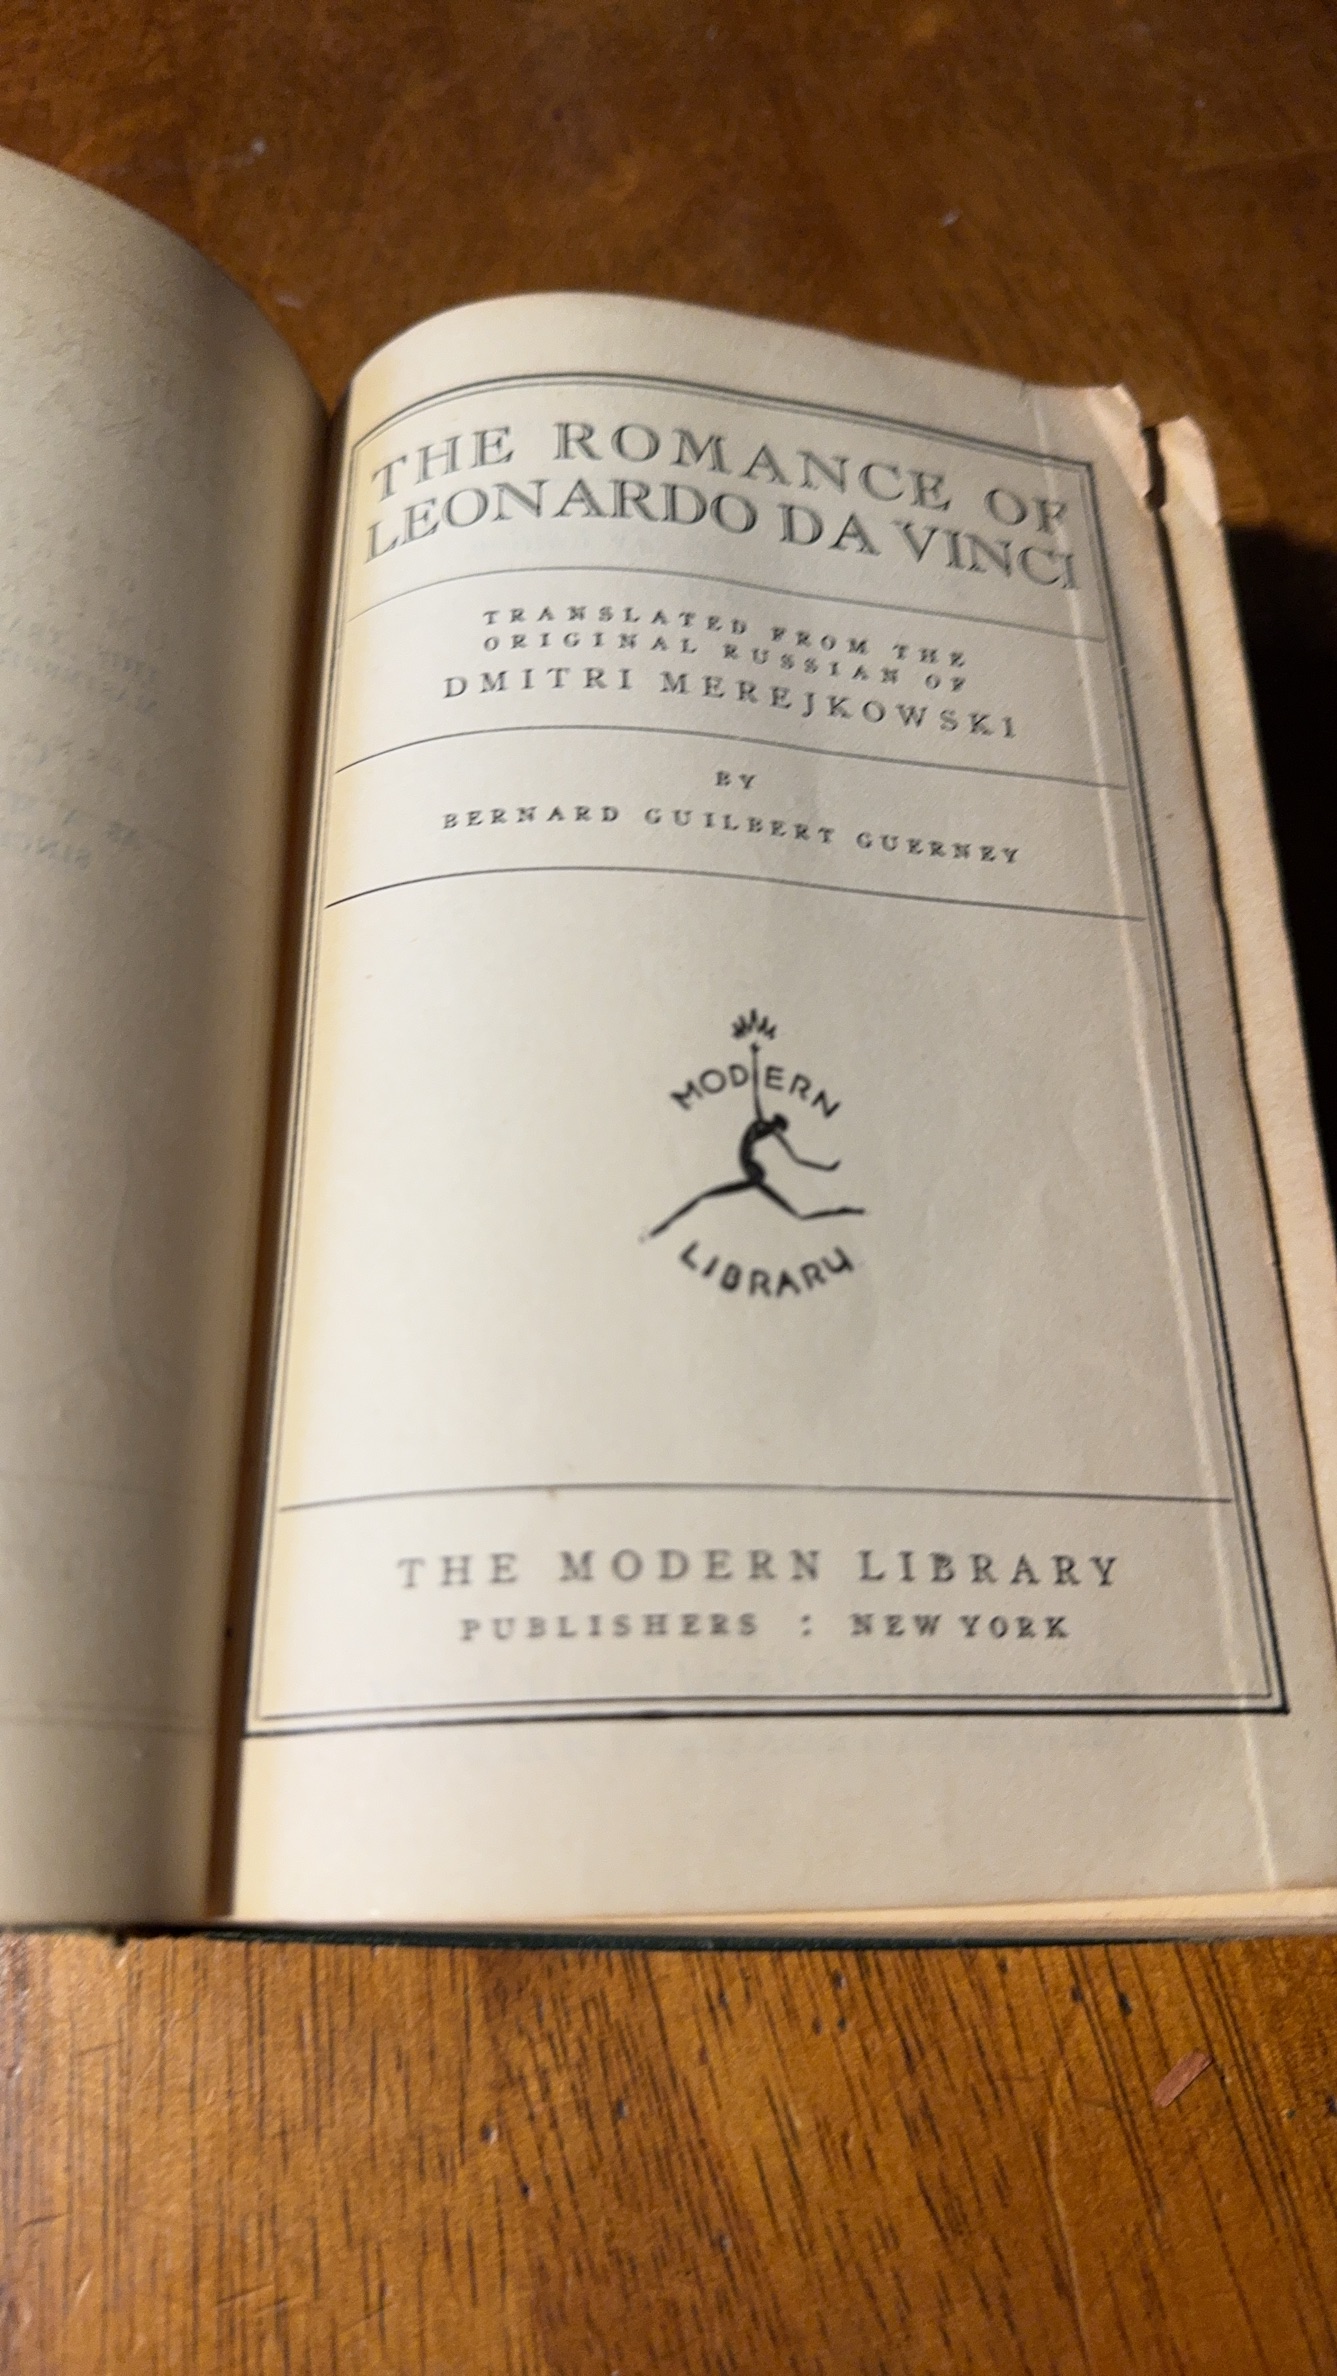 THE ROMANCE OF
LEONARDO DA VINCI
TRANSLATED FROM THE
ORIGINAL RUSSIAN OF
DMITRI MEREJKOWSKI
BY
BERNARD GUILBERT GUERNEY
MODERN
LIBRARY
THE MODERN LIBRARY
PUBLISHERS : NEW YORK